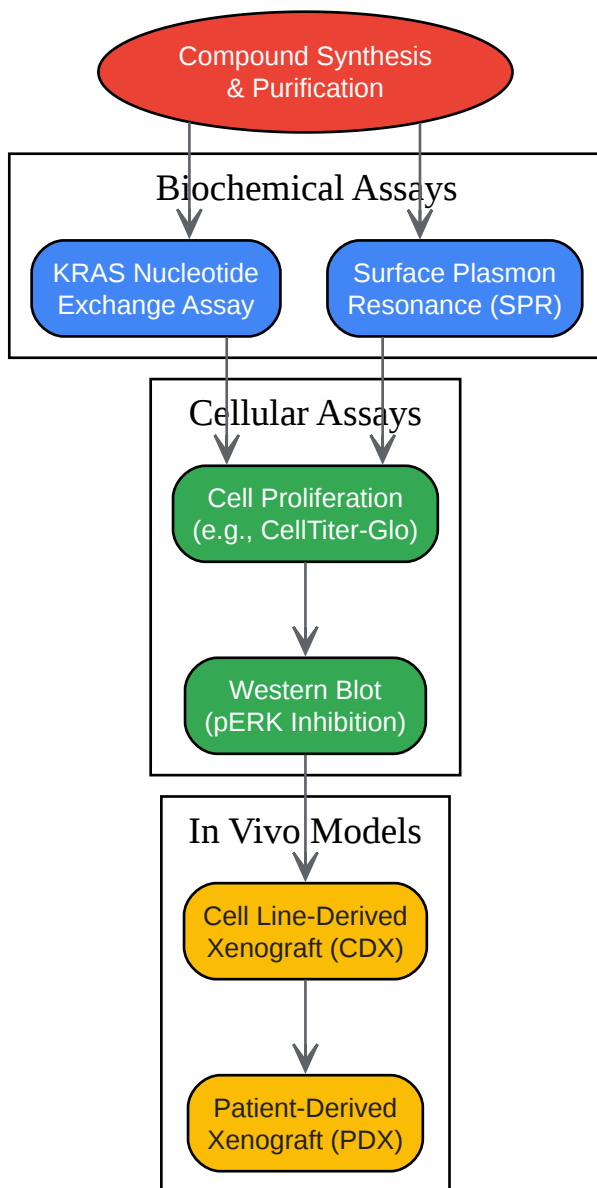 Compound Synthesis
& Purification
Biochemical Assays
KRAS Nucleotide
Exchange Assay
Surface Plasmon
Resonance (SPR)
Cellular Assays
Cell Proliferation
(e.g., CellTiter-Glo)
Western Blot
(pERK Inhibition)
In Vivo Models
Cell Line-Derived
Xenograft (CDX)
Patient-Derived
Xenograft (PDX)